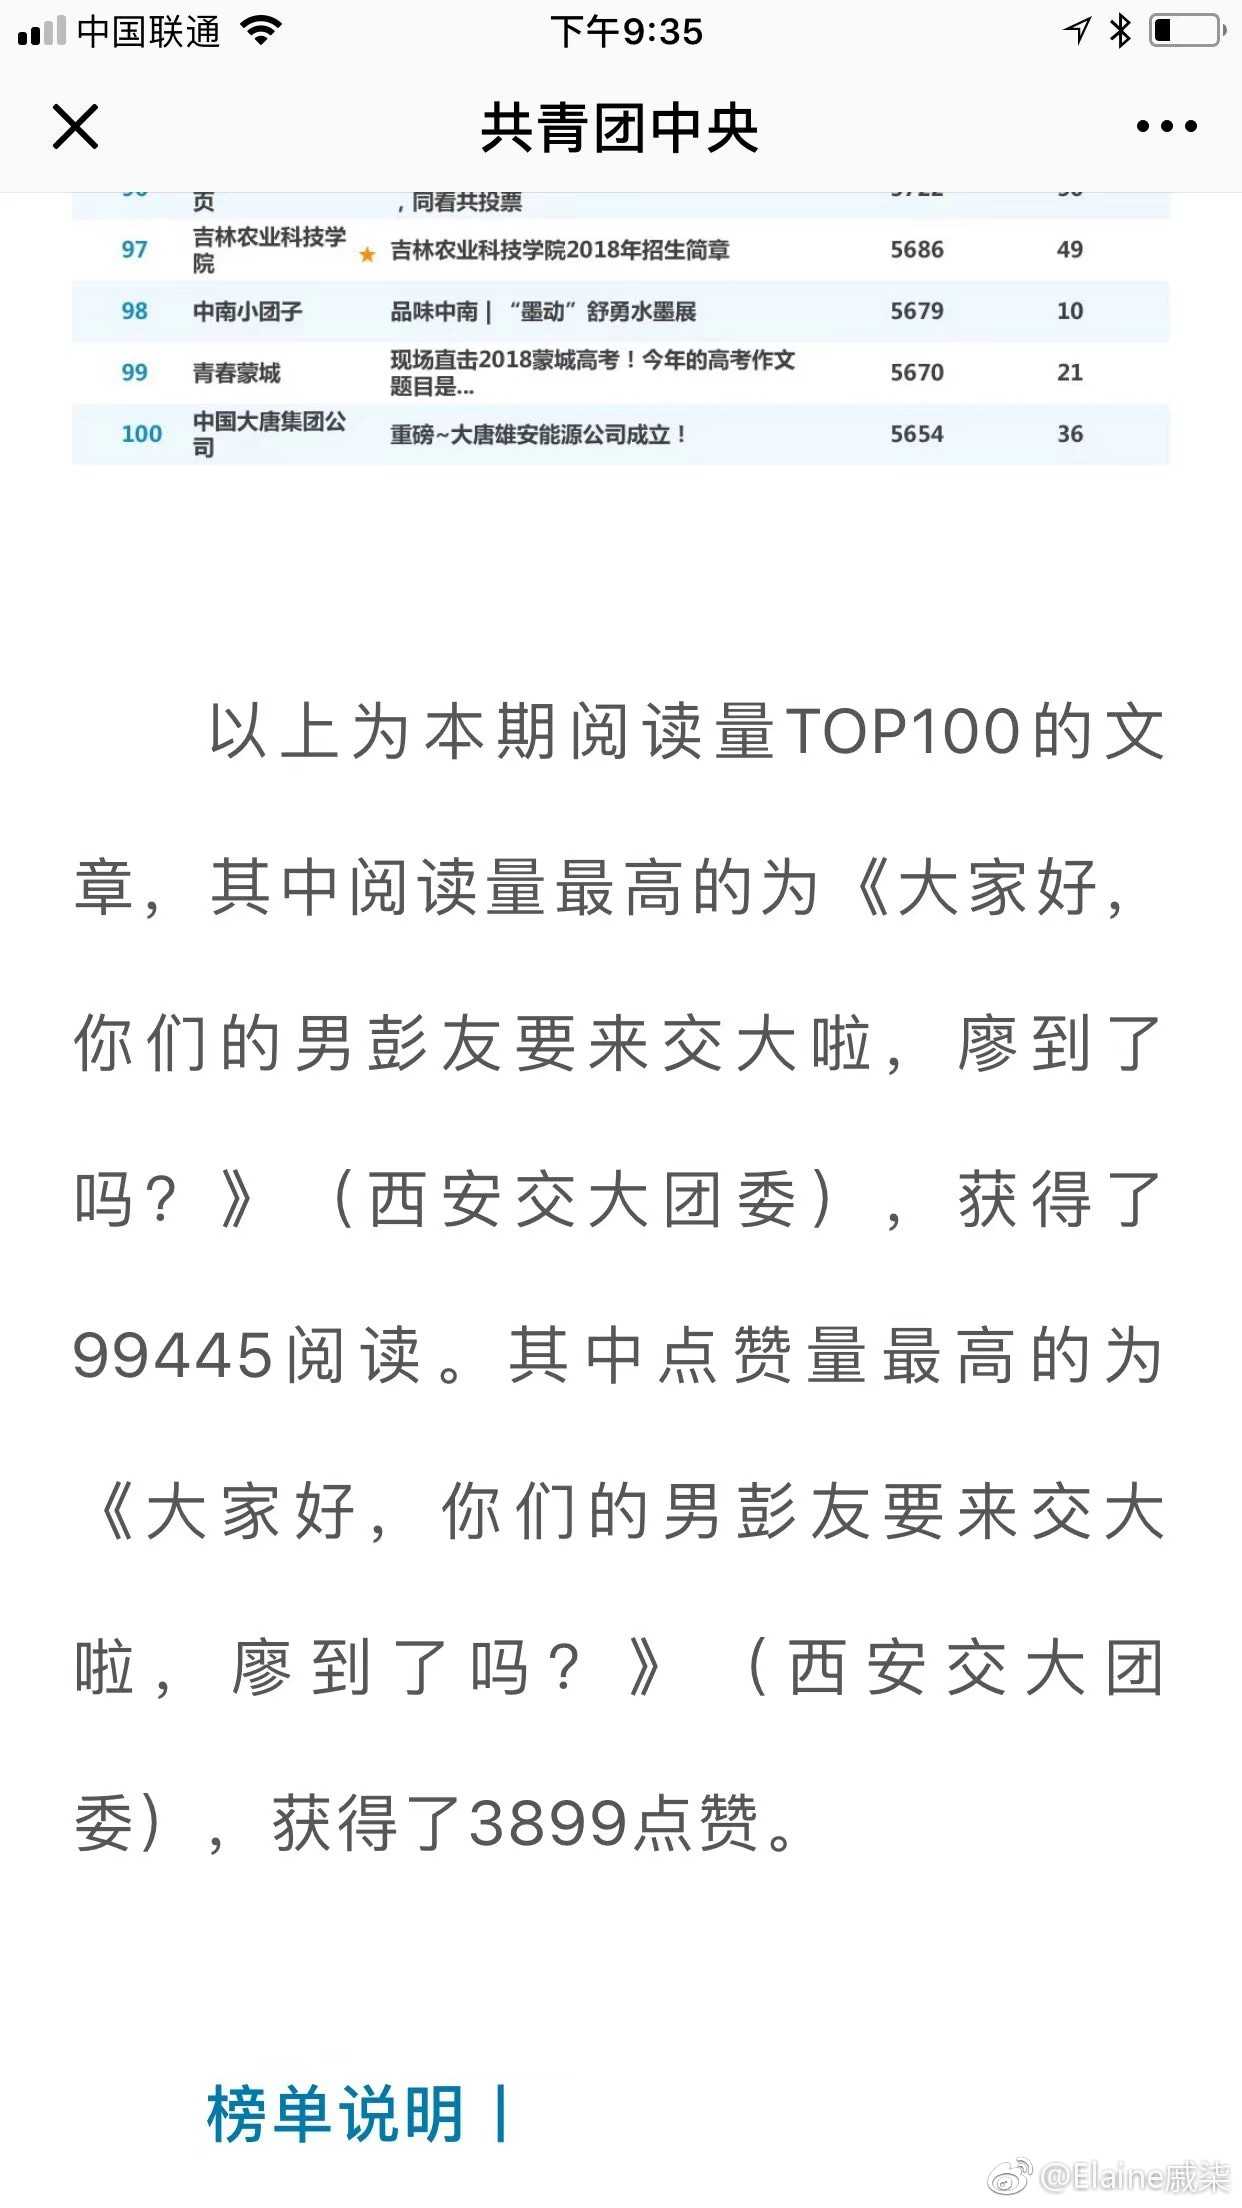 中国联通 下午9:35
共青团中央
页 ，同看共投票
97 吉林农业科技学院 ★ 吉林农业科技学院2018年招生简章 5686 49
98 中南小团子 品味中南 | “墨动”舒勇水墨展 5679 10
99 青春蒙城 现场直击2018蒙城高考！今年的高考作文题目是... 5670 21
100 中国大唐集团公司 重磅~大唐雄安能源公司成立！ 5654 36
以上为本期阅读量TOP100的文
章，其中阅读量最高的为《大家好，
你们的男彭友要来交大啦，廖到了
吗？》（西安交大团委），获得了
99445阅读。其中点赞量最高的为
《大家好，你们的男彭友要来交大
啦，廖到了吗？》（西安交大团
委），获得了3899点赞。
榜单说明 |
@Elaine戚柒